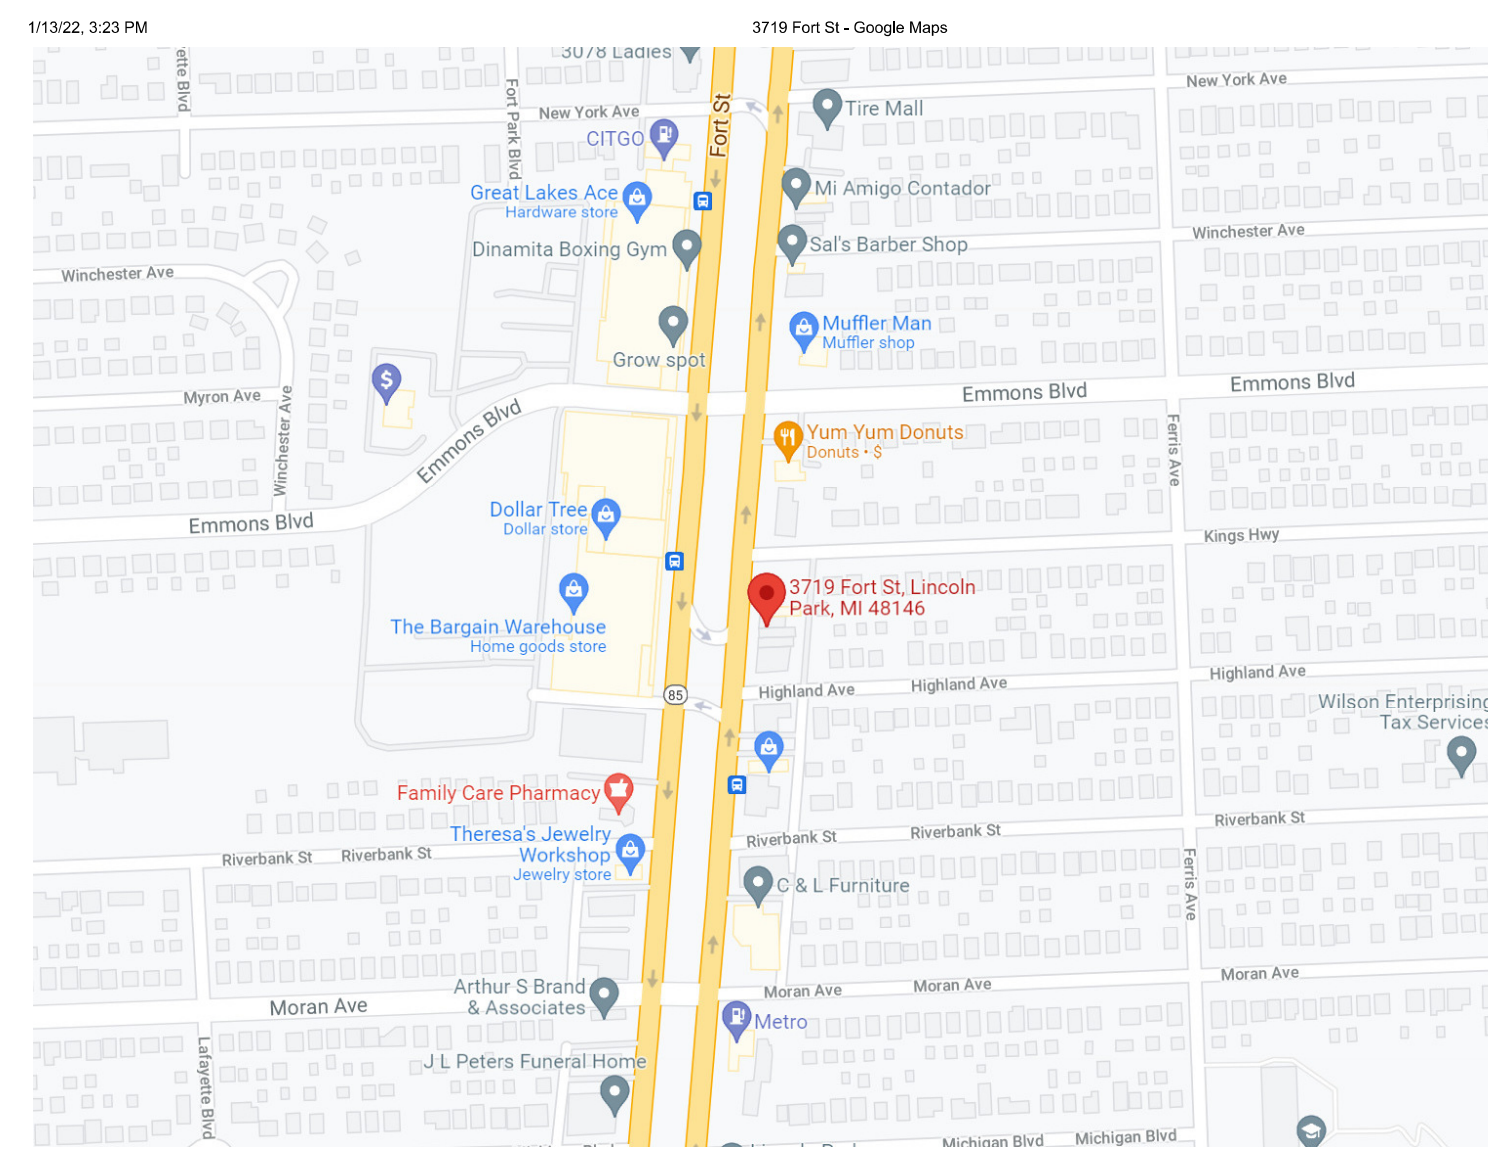 1/13/22, 3:23 PM
3719 Fort St - Google Maps
3078 Ladies
New York Ave
ette Blvd
Fort Park Blvd
New York Ave
Fort St
Tire Mall
CITGO
Great Lakes Ace
Hardware store
Mi Amigo Contador
Dinamita Boxing Gym
Sal's Barber Shop
Winchester Ave
Winchester Ave
Muffler Man
Muffler shop
Grow spot
$
Myron Ave
Winchester Ave
Emmons Blvd
Emmons Blvd
Emmons Blvd
Ferris Ave
Yum Yum Donuts
Donuts • $
Dollar Tree
Dollar store
Emmons Blvd
Kings Hwy
3719 Fort St, Lincoln
Park, MI 48146
The Bargain Warehouse
Home goods store
Highland Ave
Highland Ave
Highland Ave
85
Wilson Enterprising
Tax Services
Family Care Pharmacy
Theresa's Jewelry
Workshop
Jewelry store
Riverbank St
Riverbank St
Riverbank St
Riverbank St
Riverbank St
C & L Furniture
Ferris Ave
Moran Ave
Arthur S Brand
& Associates
Moran Ave
Moran Ave
Moran Ave
Metro
Lafayette Blvd
J L Peters Funeral Home
Michigan Blvd
Michigan Blvd